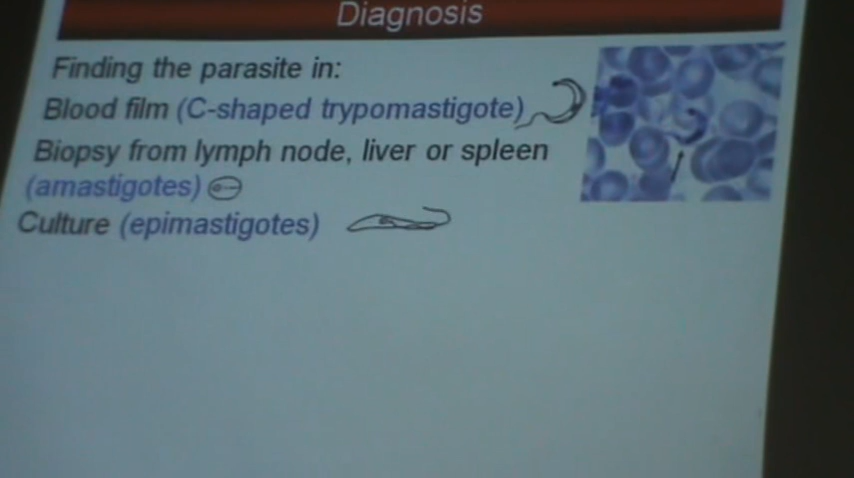 Diagnosis
Finding the parasite in:
Blood film (C-shaped trypomastigote)
Biopsy from lymph node, liver or spleen
(amastigotes)
Culture (epimastigotes)